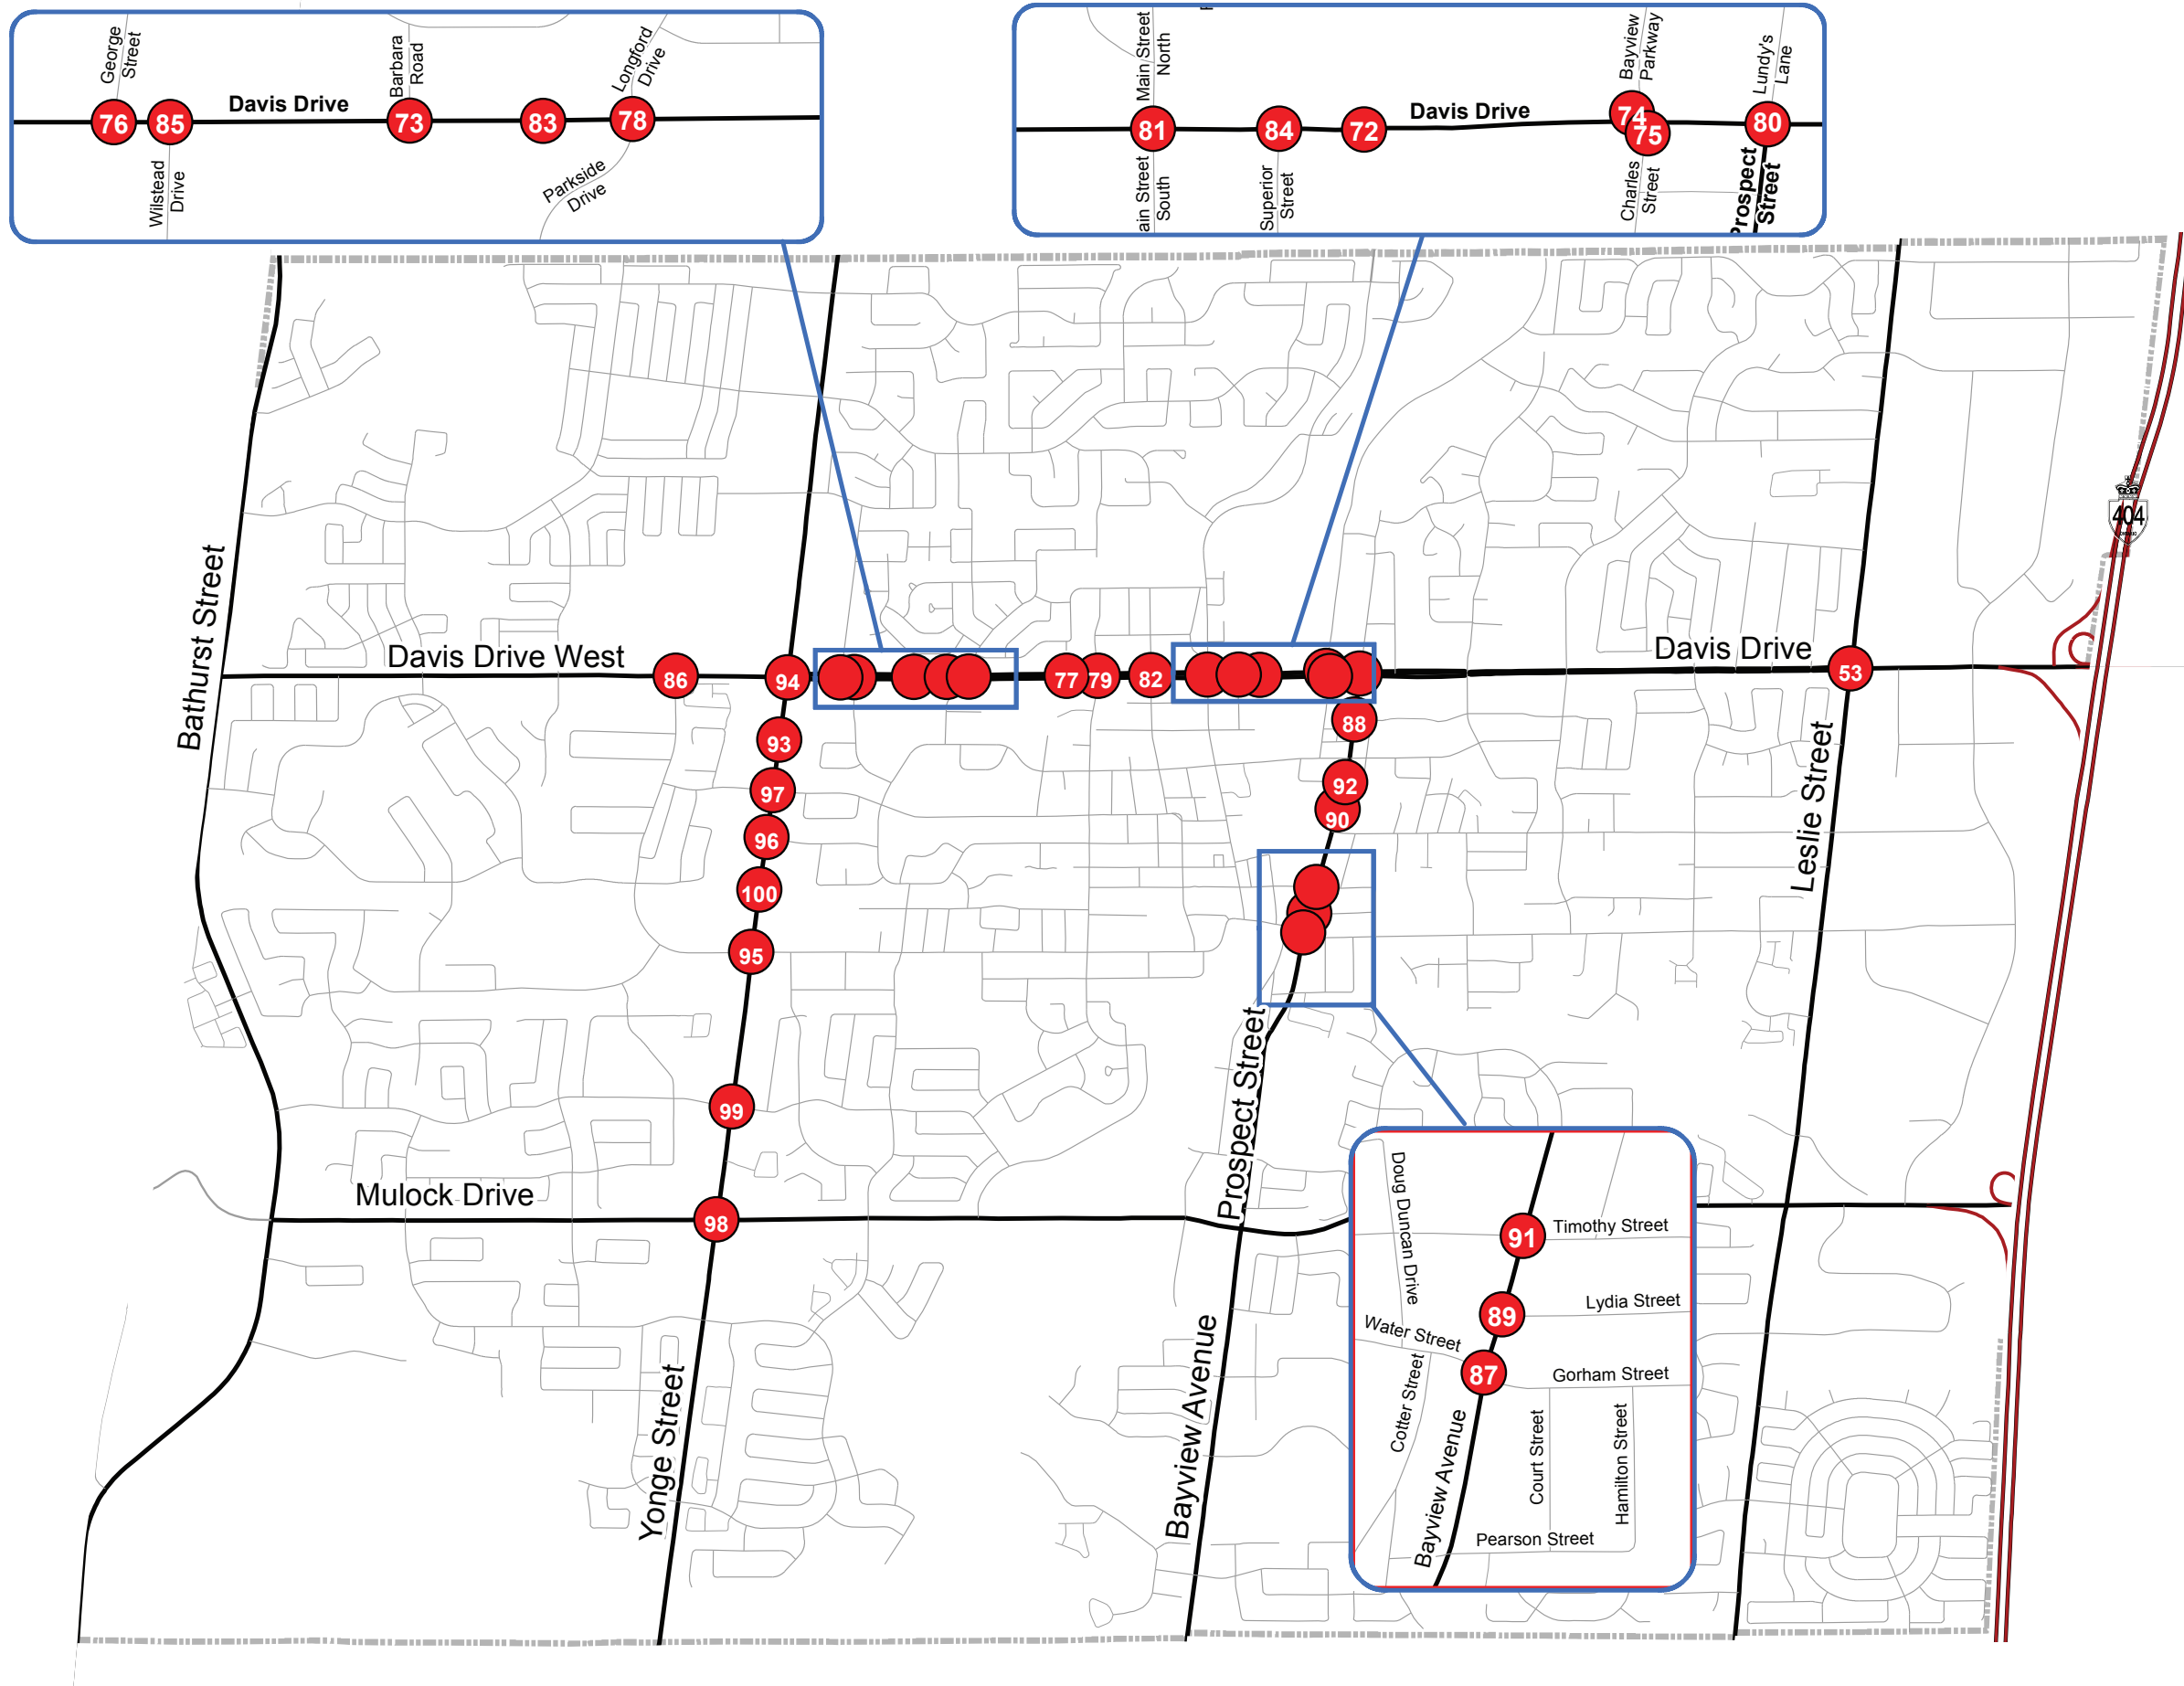 George
Street
Barbara
Road
Longford
Drive
Davis Drive
76
85
73
83
78
Wilstead
Drive
Parkside
Drive
Main Street
North
Bayview
Parkway
Lundy's
Lane
Davis Drive
81
84
72
74
75
80
ain Street
South
Superior
Street
Charles
Street
Prospect
Street
404
Bathurst Street
Davis Drive West
Davis Drive
86
94
77
79
82
53
88
93
97
92
90
96
100
95
Leslie Street
99
Prospect Street
Mulock Drive
98
Doug Duncan Drive
91
Timothy Street
89
Lydia Street
Water Street
87
Gorham Street
Cotter Street
Court Street
Hamilton Street
Bayview Avenue
Pearson Street
Yonge Street
Bayview Avenue